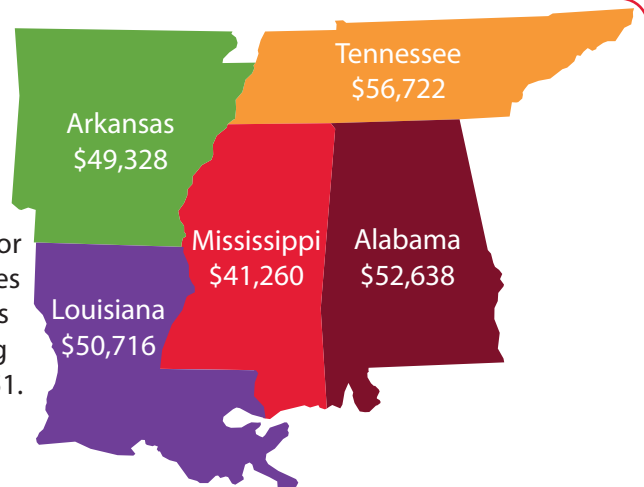 Tennessee
$56,722
Arkansas
$49,328
Mississippi
$41,260
Alabama
$52,638
Louisiana
$50,716